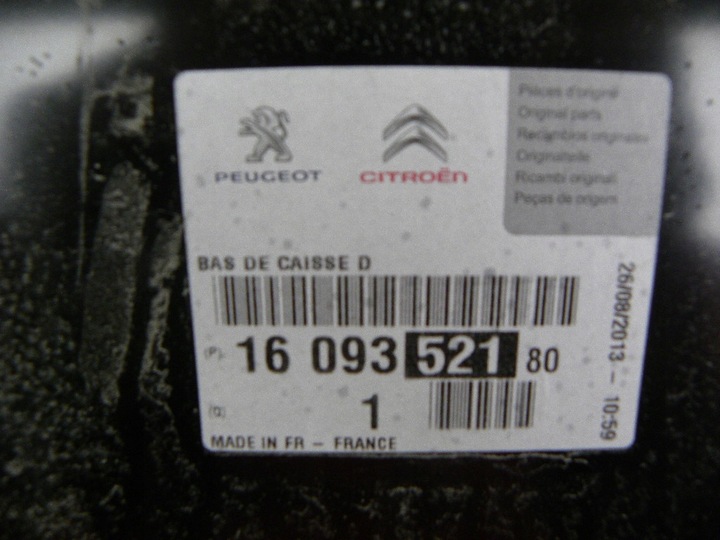 PEUGEOT
CITROËN
Pièces d'origine
Original parts
Recambios originales
Originalteile
Ricambi originali
Peças de origem
BAS DE CAISSE D
(P) 16 093 521 80
(Q) 1
MADE IN FR - FRANCE
26/08/2013 - 10:59